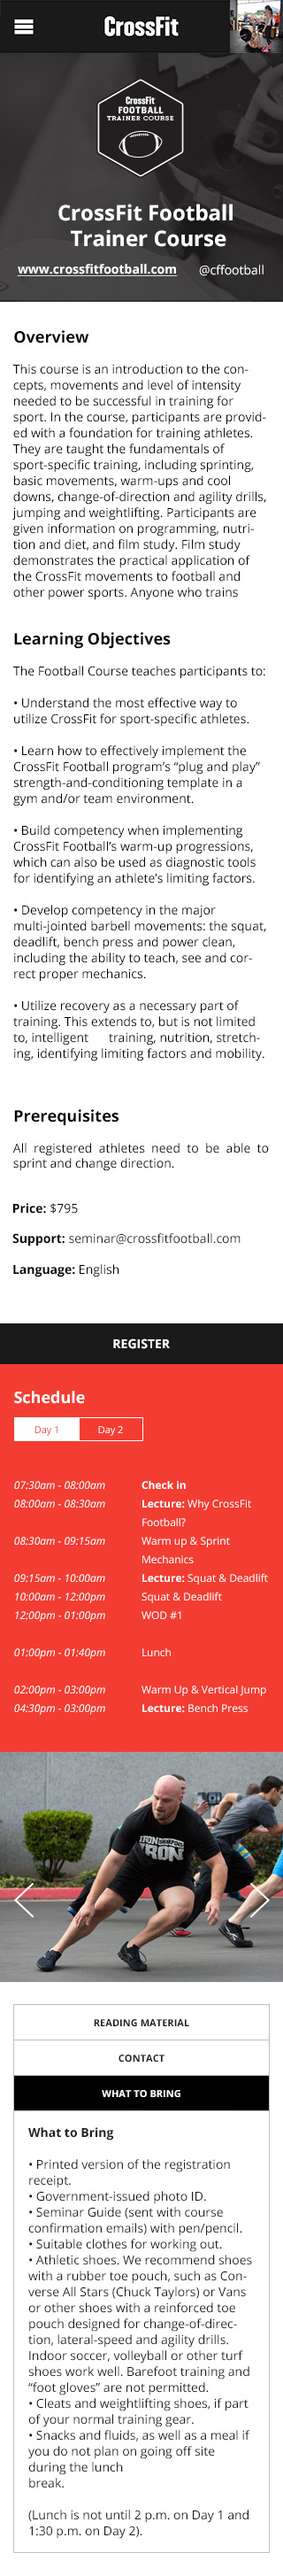 CrossFit
CrossFit
FOOTBALL
TRAINER COURSE
CrossFit Football
Trainer Course
www.crossfitfootball.com @cffootball
Overview
This course is an introduction to the con-
cepts, movements and level of intensity
needed to be successful in training for
sport. In the course, participants are provid-
ed with a foundation for training athletes.
They are taught the fundamentals of
sport-specific training, including sprinting,
basic movements, warm-ups and cool
downs, change-of-direction and agility drills,
jumping and weightlifting. Participants are
given information on programming, nutri-
tion and diet, and film study. Film study
demonstrates the practical application of
the CrossFit movements to football and
other power sports. Anyone who trains
Learning Objectives
The Football Course teaches participants to:
• Understand the most effective way to
utilize CrossFit for sport-specific athletes.
• Learn how to effectively implement the
CrossFit Football program’s “plug and play”
strength-and-conditioning template in a
gym and/or team environment.
• Build competency when implementing
CrossFit Football’s warm-up progressions,
which can also be used as diagnostic tools
for identifying an athlete’s limiting factors.
• Develop competency in the major
multi-jointed barbell movements: the squat,
deadlift, bench press and power clean,
including the ability to teach, see and cor-
rect proper mechanics.
• Utilize recovery as a necessary part of
training. This extends to, but is not limited
to, intelligent training, nutrition, stretch-
ing, identifying limiting factors and mobility.
Prerequisites
All registered athletes need to be able to
sprint and change direction.
Price: $795
Support: seminar@crossfitfootball.com
Language: English
REGISTER
Schedule
Day 1 Day 2
07:30am - 08:00am Check in
08:00am - 08:30am Lecture: Why CrossFit
Football?
08:30am - 09:15am Warm up & Sprint
Mechanics
09:15am - 10:00am Lecture: Squat & Deadlift
10:00am - 12:00pm Squat & Deadlift
12:00pm - 01:00pm WOD #1
01:00pm - 01:40pm Lunch
02:00pm - 03:00pm Warm Up & Vertical Jump
04:30pm - 03:00pm Lecture: Bench Press
READING MATERIAL
CONTACT
WHAT TO BRING
What to Bring
• Printed version of the registration
receipt.
• Government-issued photo ID.
• Seminar Guide (sent with course
confirmation emails) with pen/pencil.
• Suitable clothes for working out.
• Athletic shoes. We recommend shoes
with a rubber toe pouch, such as Con-
verse All Stars (Chuck Taylors) or Vans
or other shoes with a reinforced toe
pouch designed for change-of-direc-
tion, lateral-speed and agility drills.
Indoor soccer, volleyball or other turf
shoes work well. Barefoot training and
“foot gloves” are not permitted.
• Cleats and weightlifting shoes, if part
of your normal training gear.
• Snacks and fluids, as well as a meal if
you do not plan on going off site
during the lunch
break.
(Lunch is not until 2 p.m. on Day 1 and
1:30 p.m. on Day 2).